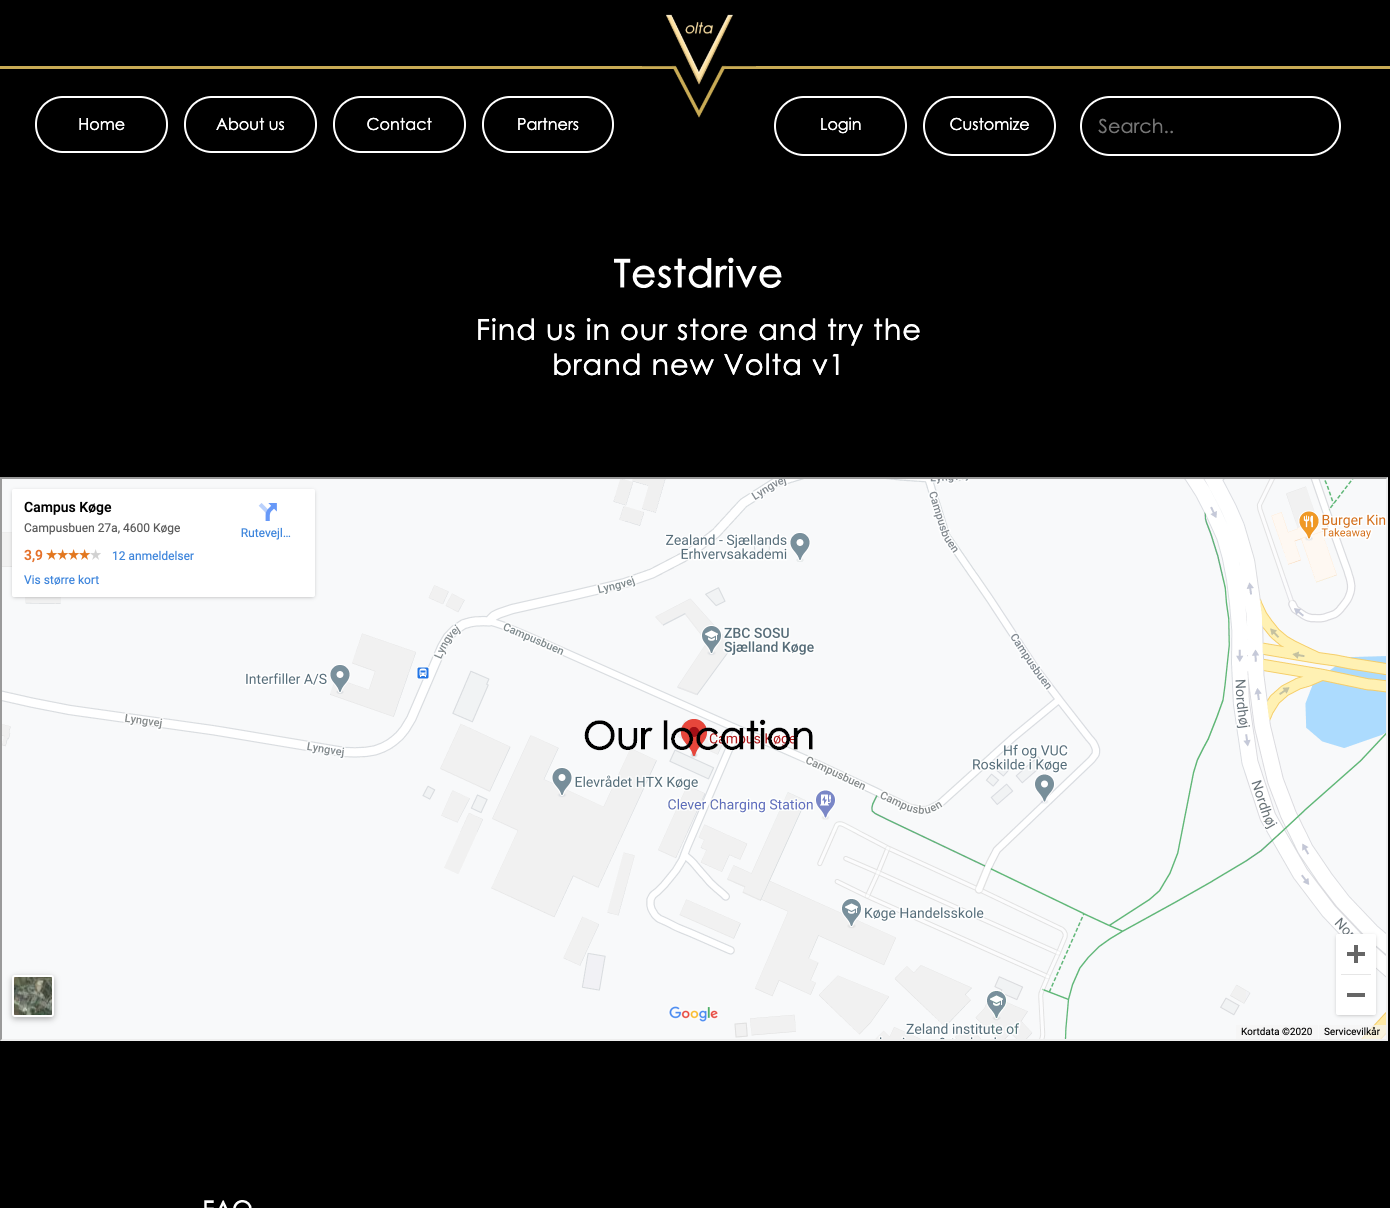 olta
Home
About us
Contact
Partners
Login
Customize
Search..
Testdrive
Find us in our store and try the
brand new Volta v1
Campus Køge
Campusbuen 27a, 4600 Køge
Rutevejl...
3,9
12 anmeldelser
Vis større kort
Lyngvej
Lyngvej
Campusbuen
Burger Kin
Takeaway
Zealand - Sjællands
Erhvervsakademi
Lyngvej
ZBC SOSU
Sjælland Køge
Campusbuen
Lyngvej
Campusbuen
Interfiller A/S
Nordhøj
Lyngvej
Lyngvej
Our location
Campus Køge
Campusbuen
Hf og VUC
Roskilde i Køge
Elevrådet HTX Køge
Clever Charging Station
Campusbuen
Nordhøj
Køge Handelsskole
Nor
Google
Zeland institute of
Kortdata ©2020
Servicevilkår
FAQ